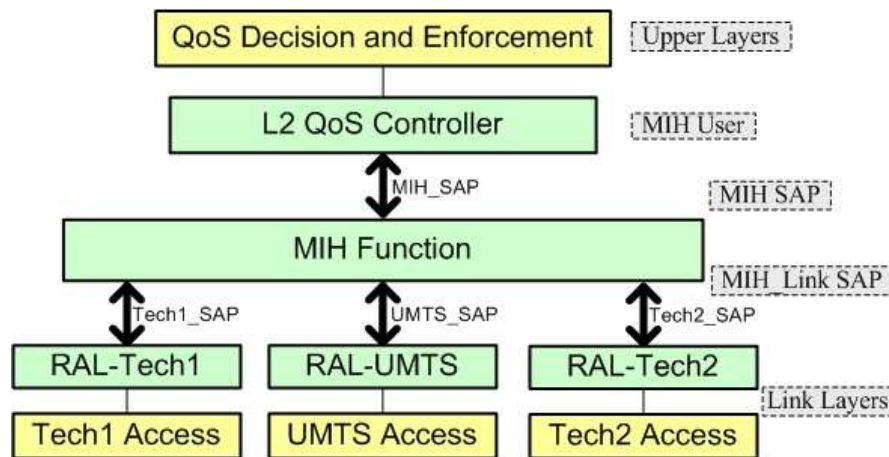 QoS Decision and Enforcement
Upper Layers
L2 QoS Controller
MIH User
MIH_SAP
MIH SAP
MIH Function
MIH_Link SAP
Tech1_SAP
UMTS_SAP
Tech2_SAP
RAL-Tech1
RAL-UMTS
RAL-Tech2
Link Layers
Tech1 Access
UMTS Access
Tech2 Access